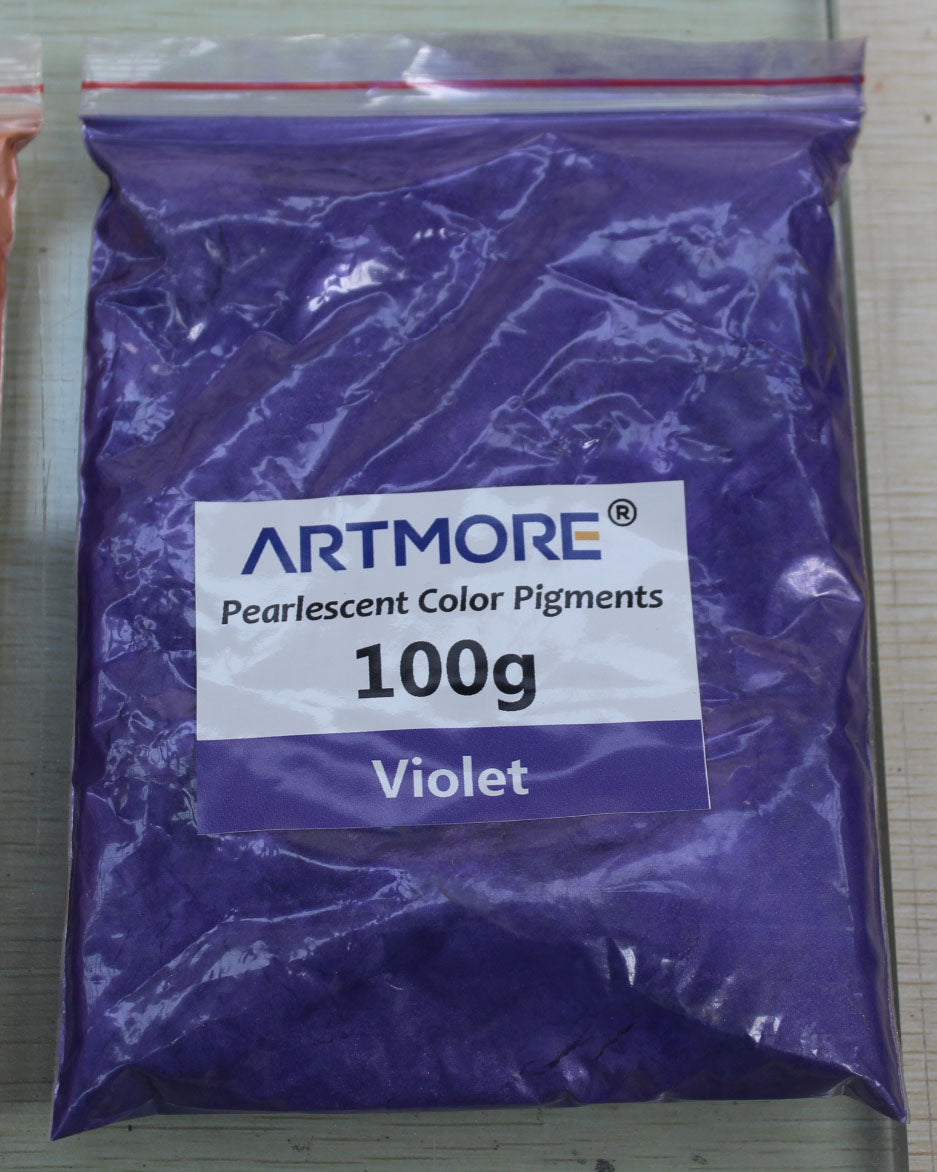 ARTMORE®
Pearlescent Color Pigments
100g
Violet